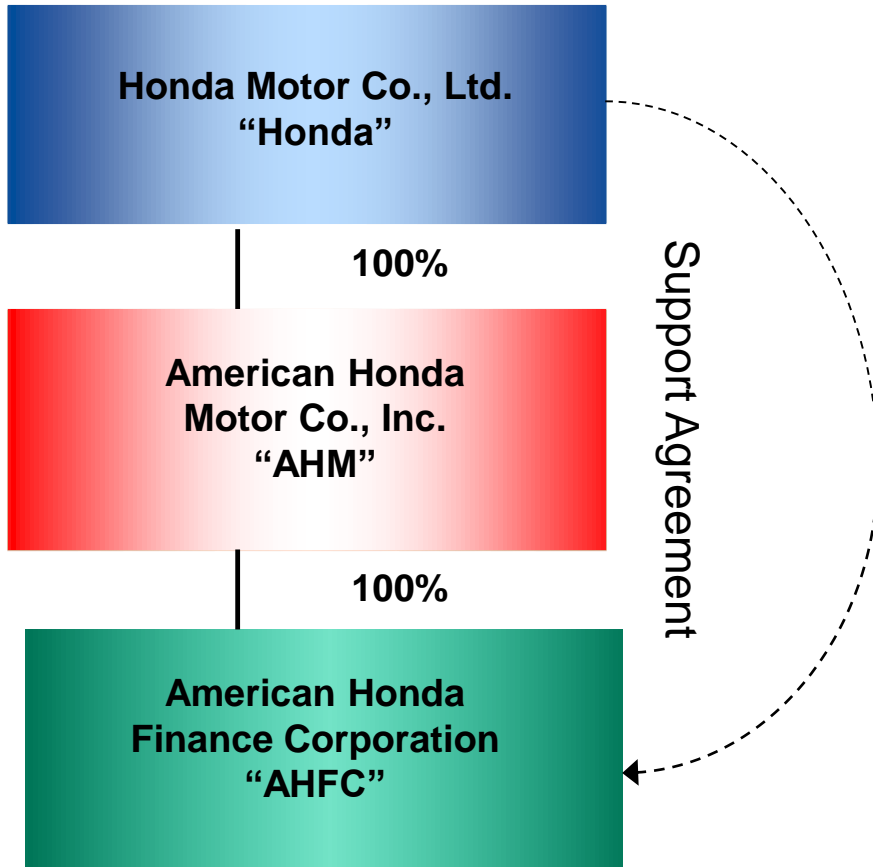 Honda Motor Co., Ltd.
“Honda”
100%
American Honda
Motor Co., Inc.
“AHM”
Support Agreement
100%
American Honda
Finance Corporation
“AHFC”